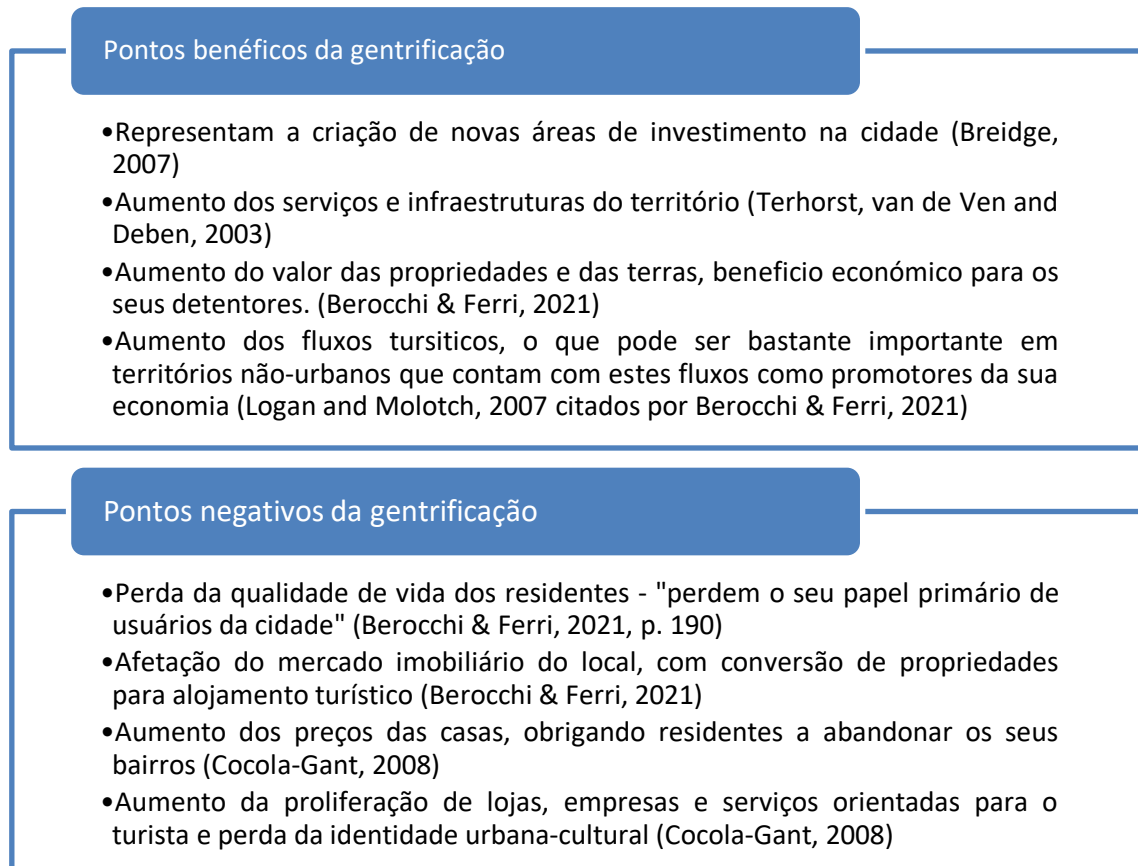 Pontos benéficos da gentrificação
•Representam a criação de novas áreas de investimento na cidade (Breidge,
2007)
•Aumento dos serviços e infraestruturas do território (Terhorst, van de Ven and
Deben, 2003)
•Aumento do valor das propriedades e das terras, beneficio económico para os
seus detentores. (Berocchi & Ferri, 2021)
•Aumento dos fluxos tursiticos, o que pode ser bastante importante em
territórios não-urbanos que contam com estes fluxos como promotores da sua
economia (Logan and Molotch, 2007 citados por Berocchi & Ferri, 2021)
Pontos negativos da gentrificação
•Perda da qualidade de vida dos residentes - "perdem o seu papel primário de
usuários da cidade" (Berocchi & Ferri, 2021, p. 190)
•Afetação do mercado imobiliário do local, com conversão de propriedades
para alojamento turístico (Berocchi & Ferri, 2021)
•Aumento dos preços das casas, obrigando residentes a abandonar os seus
bairros (Cocola-Gant, 2008)
•Aumento da proliferação de lojas, empresas e serviços orientadas para o
turista e perda da identidade urbana-cultural (Cocola-Gant, 2008)